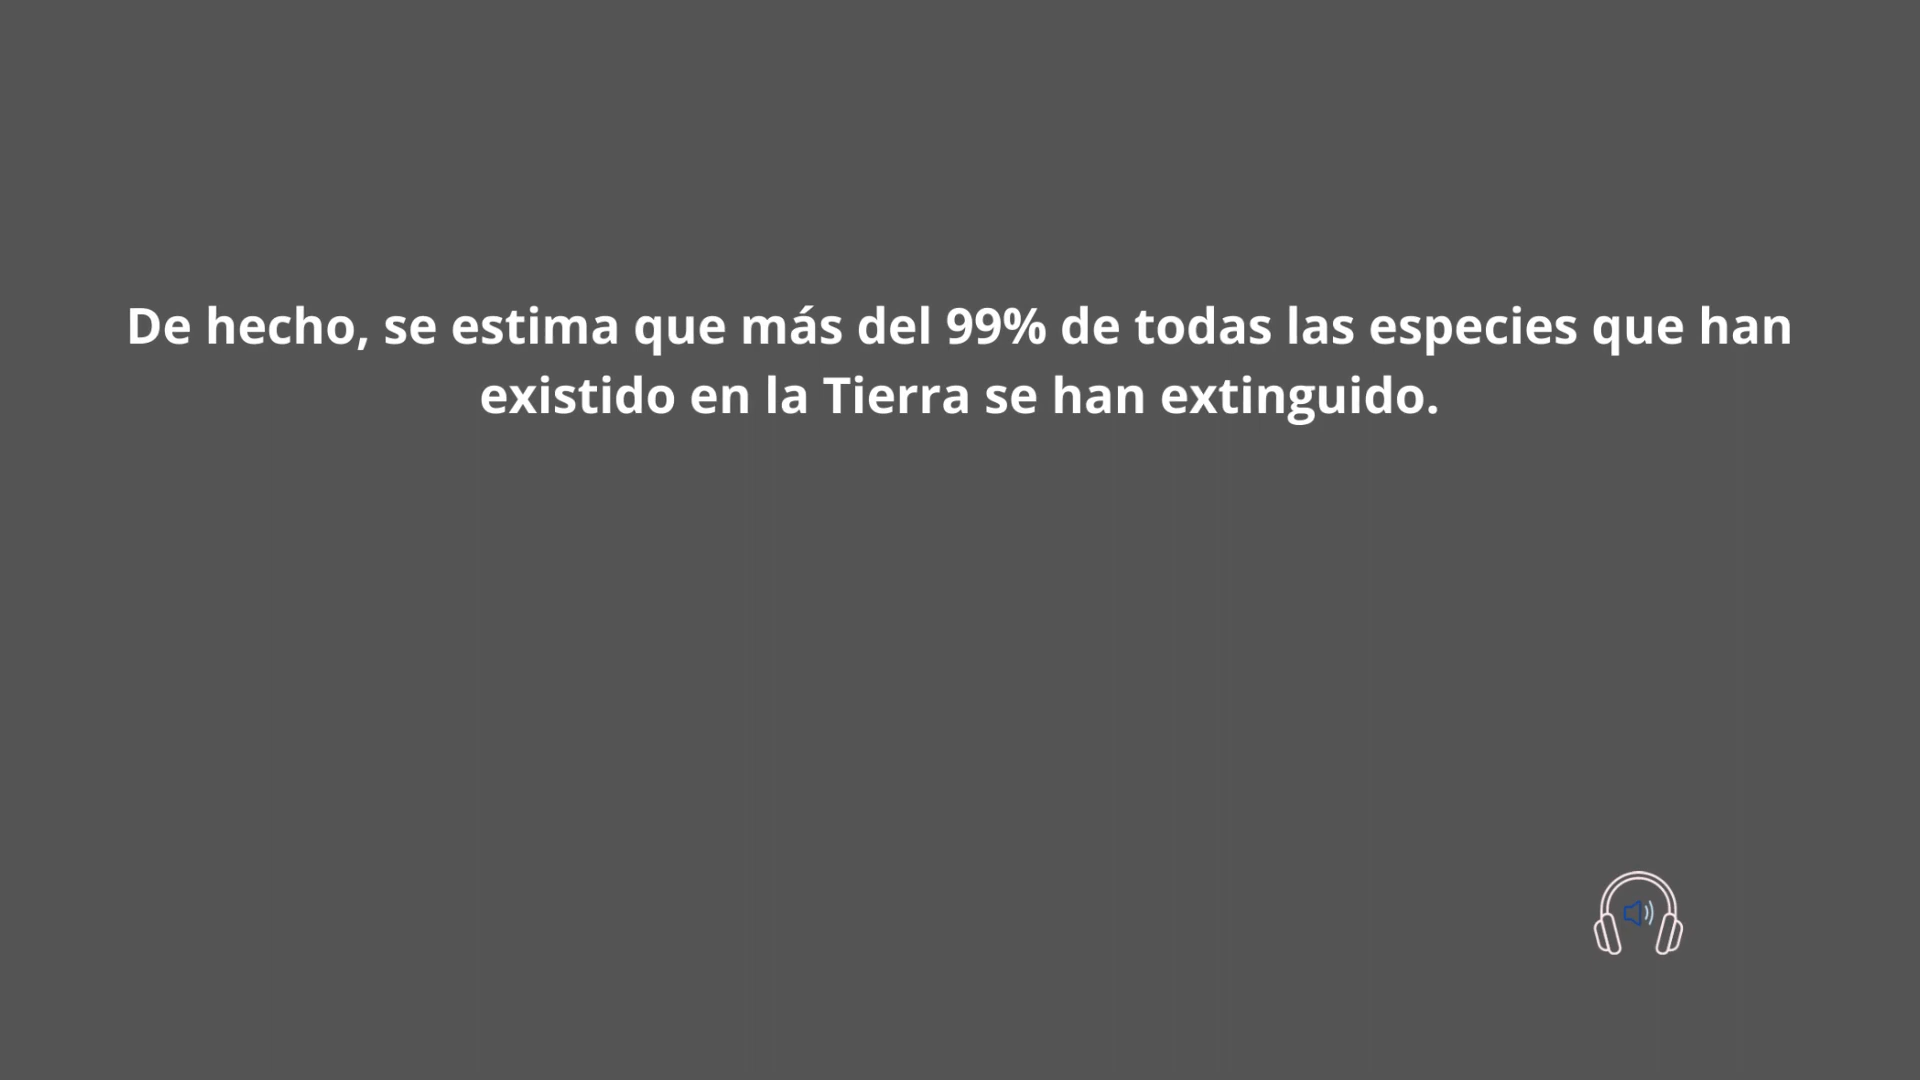 De hecho, se estima que más del 99% de todas las especies que han
existido en la Tierra se han extinguido.